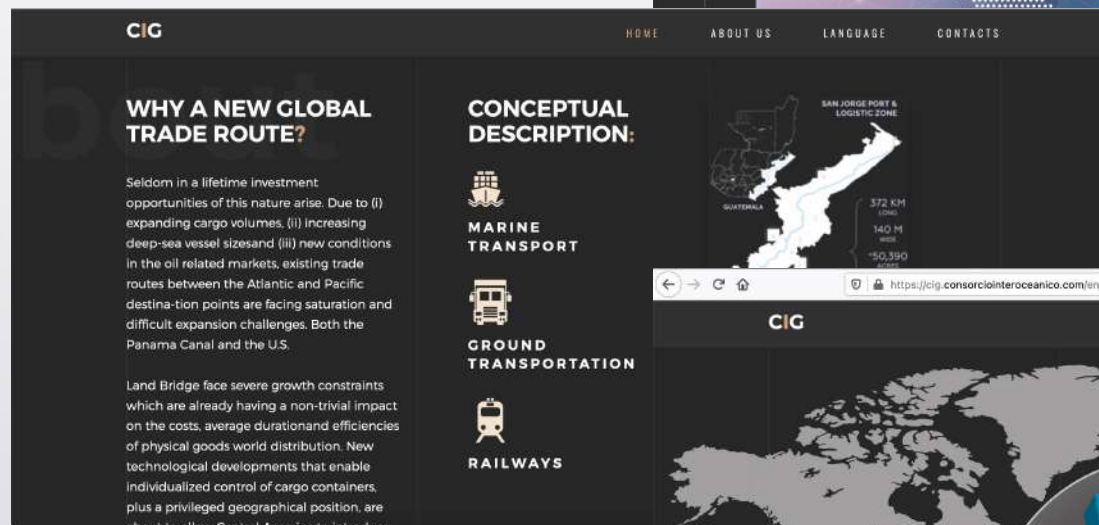 CIG
HOME ABOUT US LANGUAGE CONTACTS
bout
WHY A NEW GLOBAL
TRADE ROUTE?
Seldom in a lifetime investment
opportunities of this nature arise. Due to (i)
expanding cargo volumes, (ii) increasing
deep-sea vessel sizesand (iii) new conditions
in the oil related markets, existing trade
routes between the Atlantic and Pacific
destina-tion points are facing saturation and
difficult expansion challenges. Both the
Panama Canal and the U.S.
Land Bridge face severe growth constraints
which are already having a non-trivial impact
on the costs, average durationand efficiencies
of physical goods world distribution. New
technological developments that enable
individualized control of cargo containers,
plus a privileged geographical position, are
CONCEPTUAL
DESCRIPTION:
MARINE
TRANSPORT
GROUND
TRANSPORTATION
RAILWAYS
SAN JORGE PORT &
LOGISTIC ZONE
GUATEMALA
372 KM
LONG
140 M
WIDE
*50,390
ACRES
https://cig.consorciointeroceanico.com/en
CIG